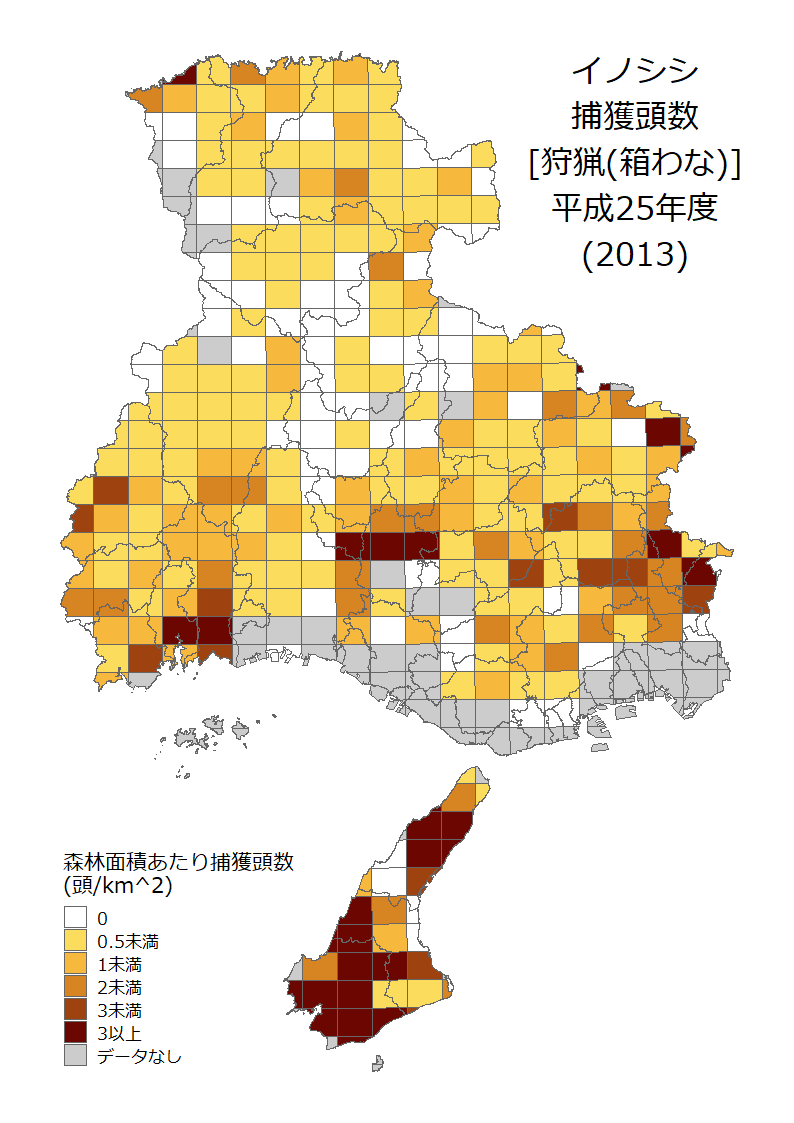 イノシシ
捕獲頭数
[狩猟(箱わな)]
平成25年度
(2013)
森林面積あたり捕獲頭数
(頭/km^2)
0
0.5未満
1未満
2未満
3未満
3以上
データなし